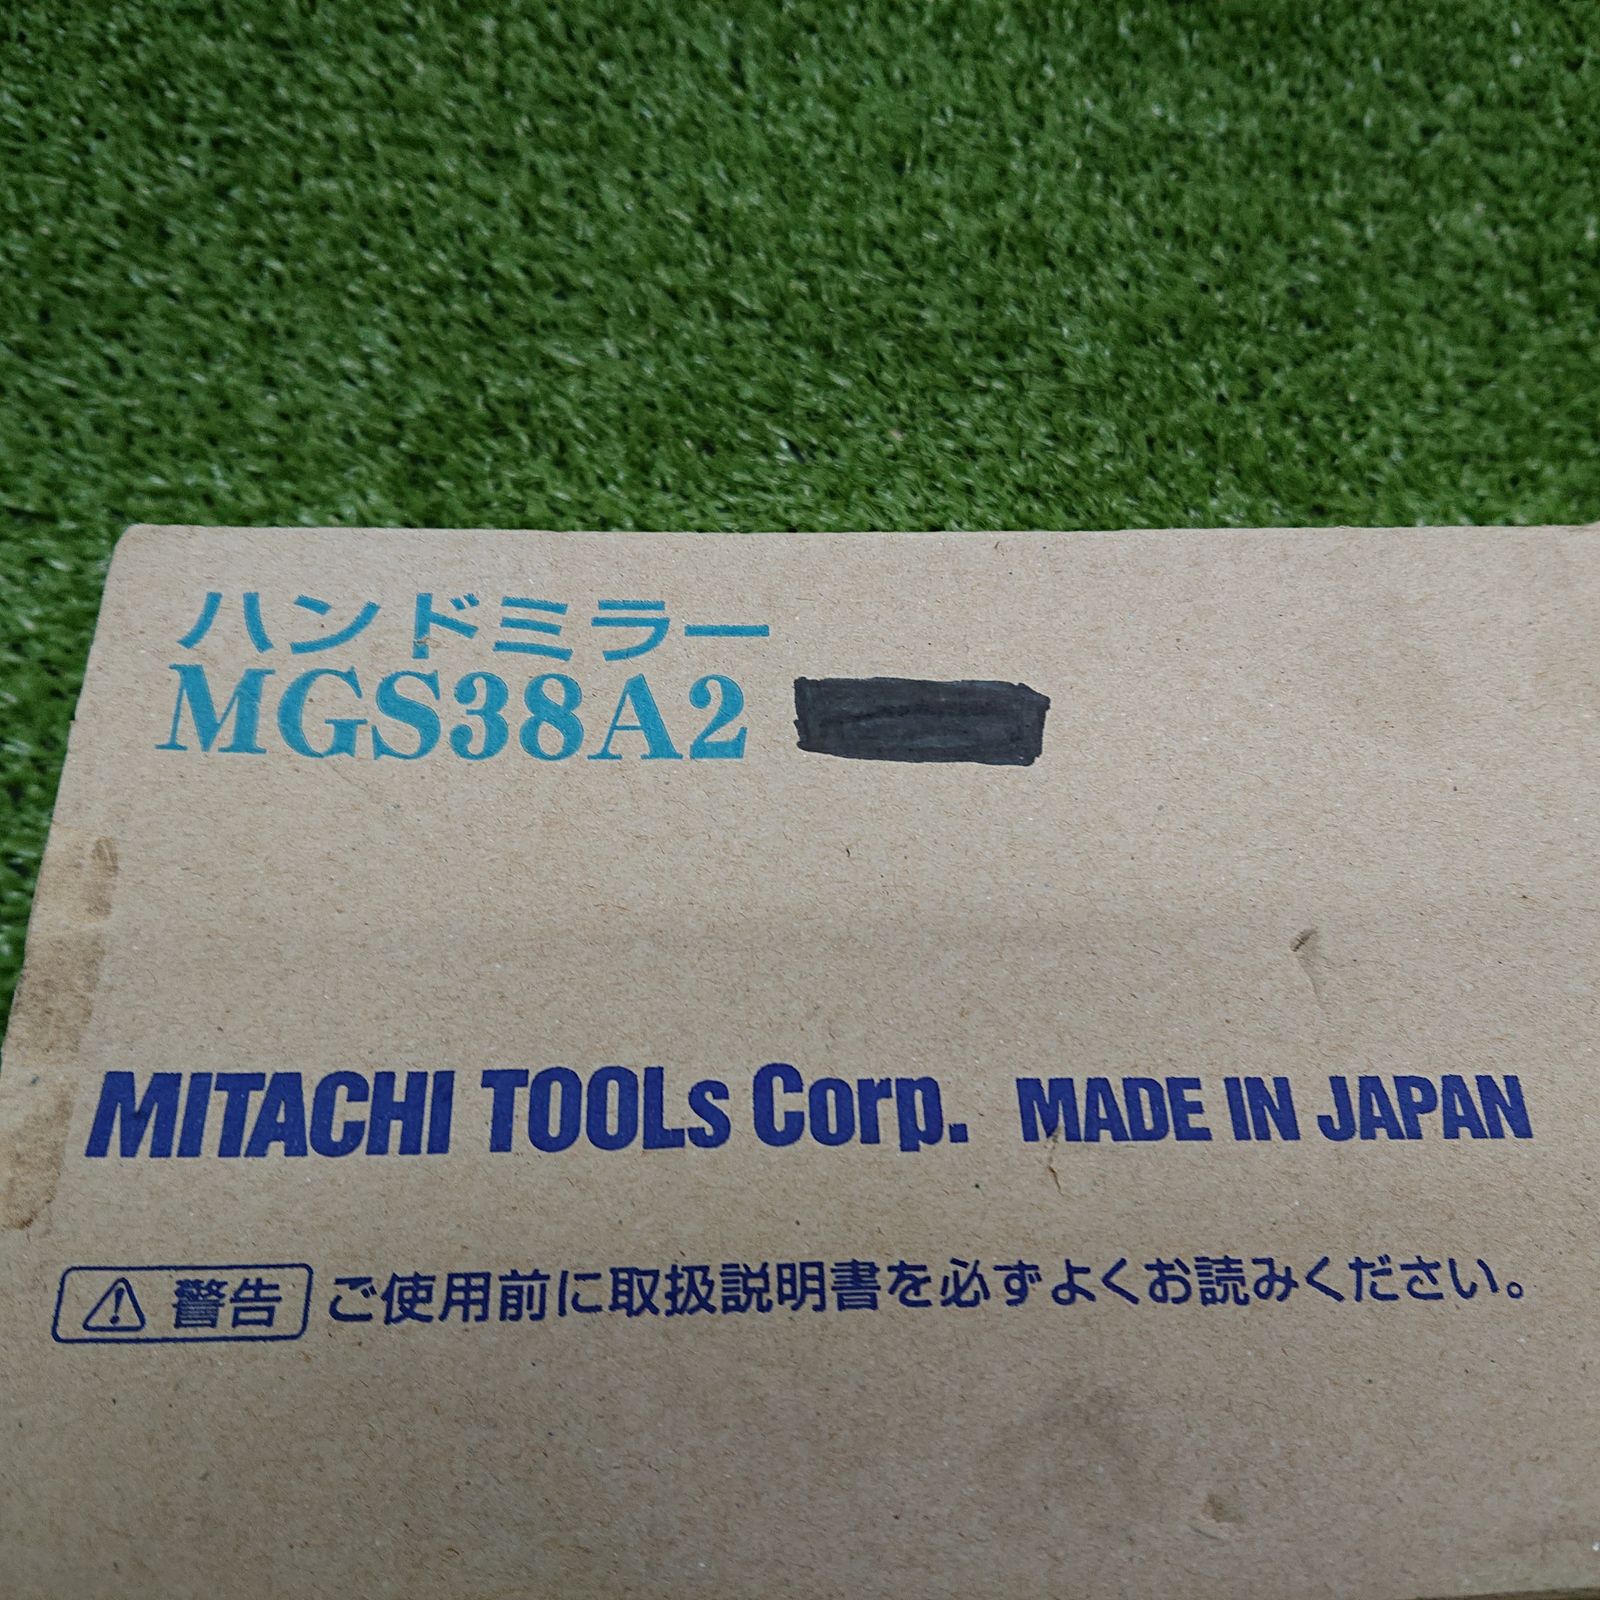 ハンドミラー
MGS38A2
MITACHI TOOLs Corp. MADE IN JAPAN
⚠ 警告 ご使用前に取扱説明書を必ずよくお読みください。